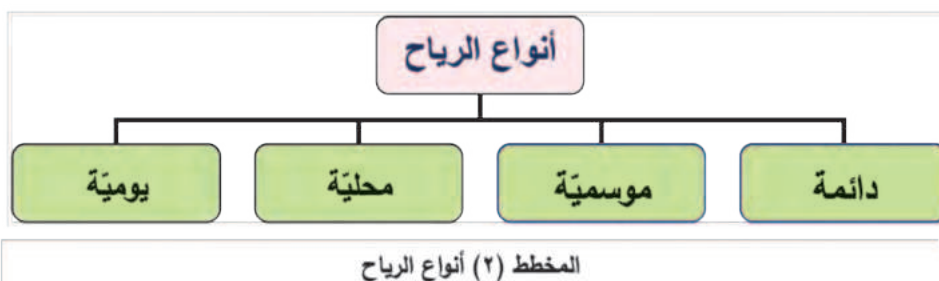 أنواع الرياح
دائمة
موسميّة
محليّة
يوميّة
المخطط (٢) أنواع الرياح